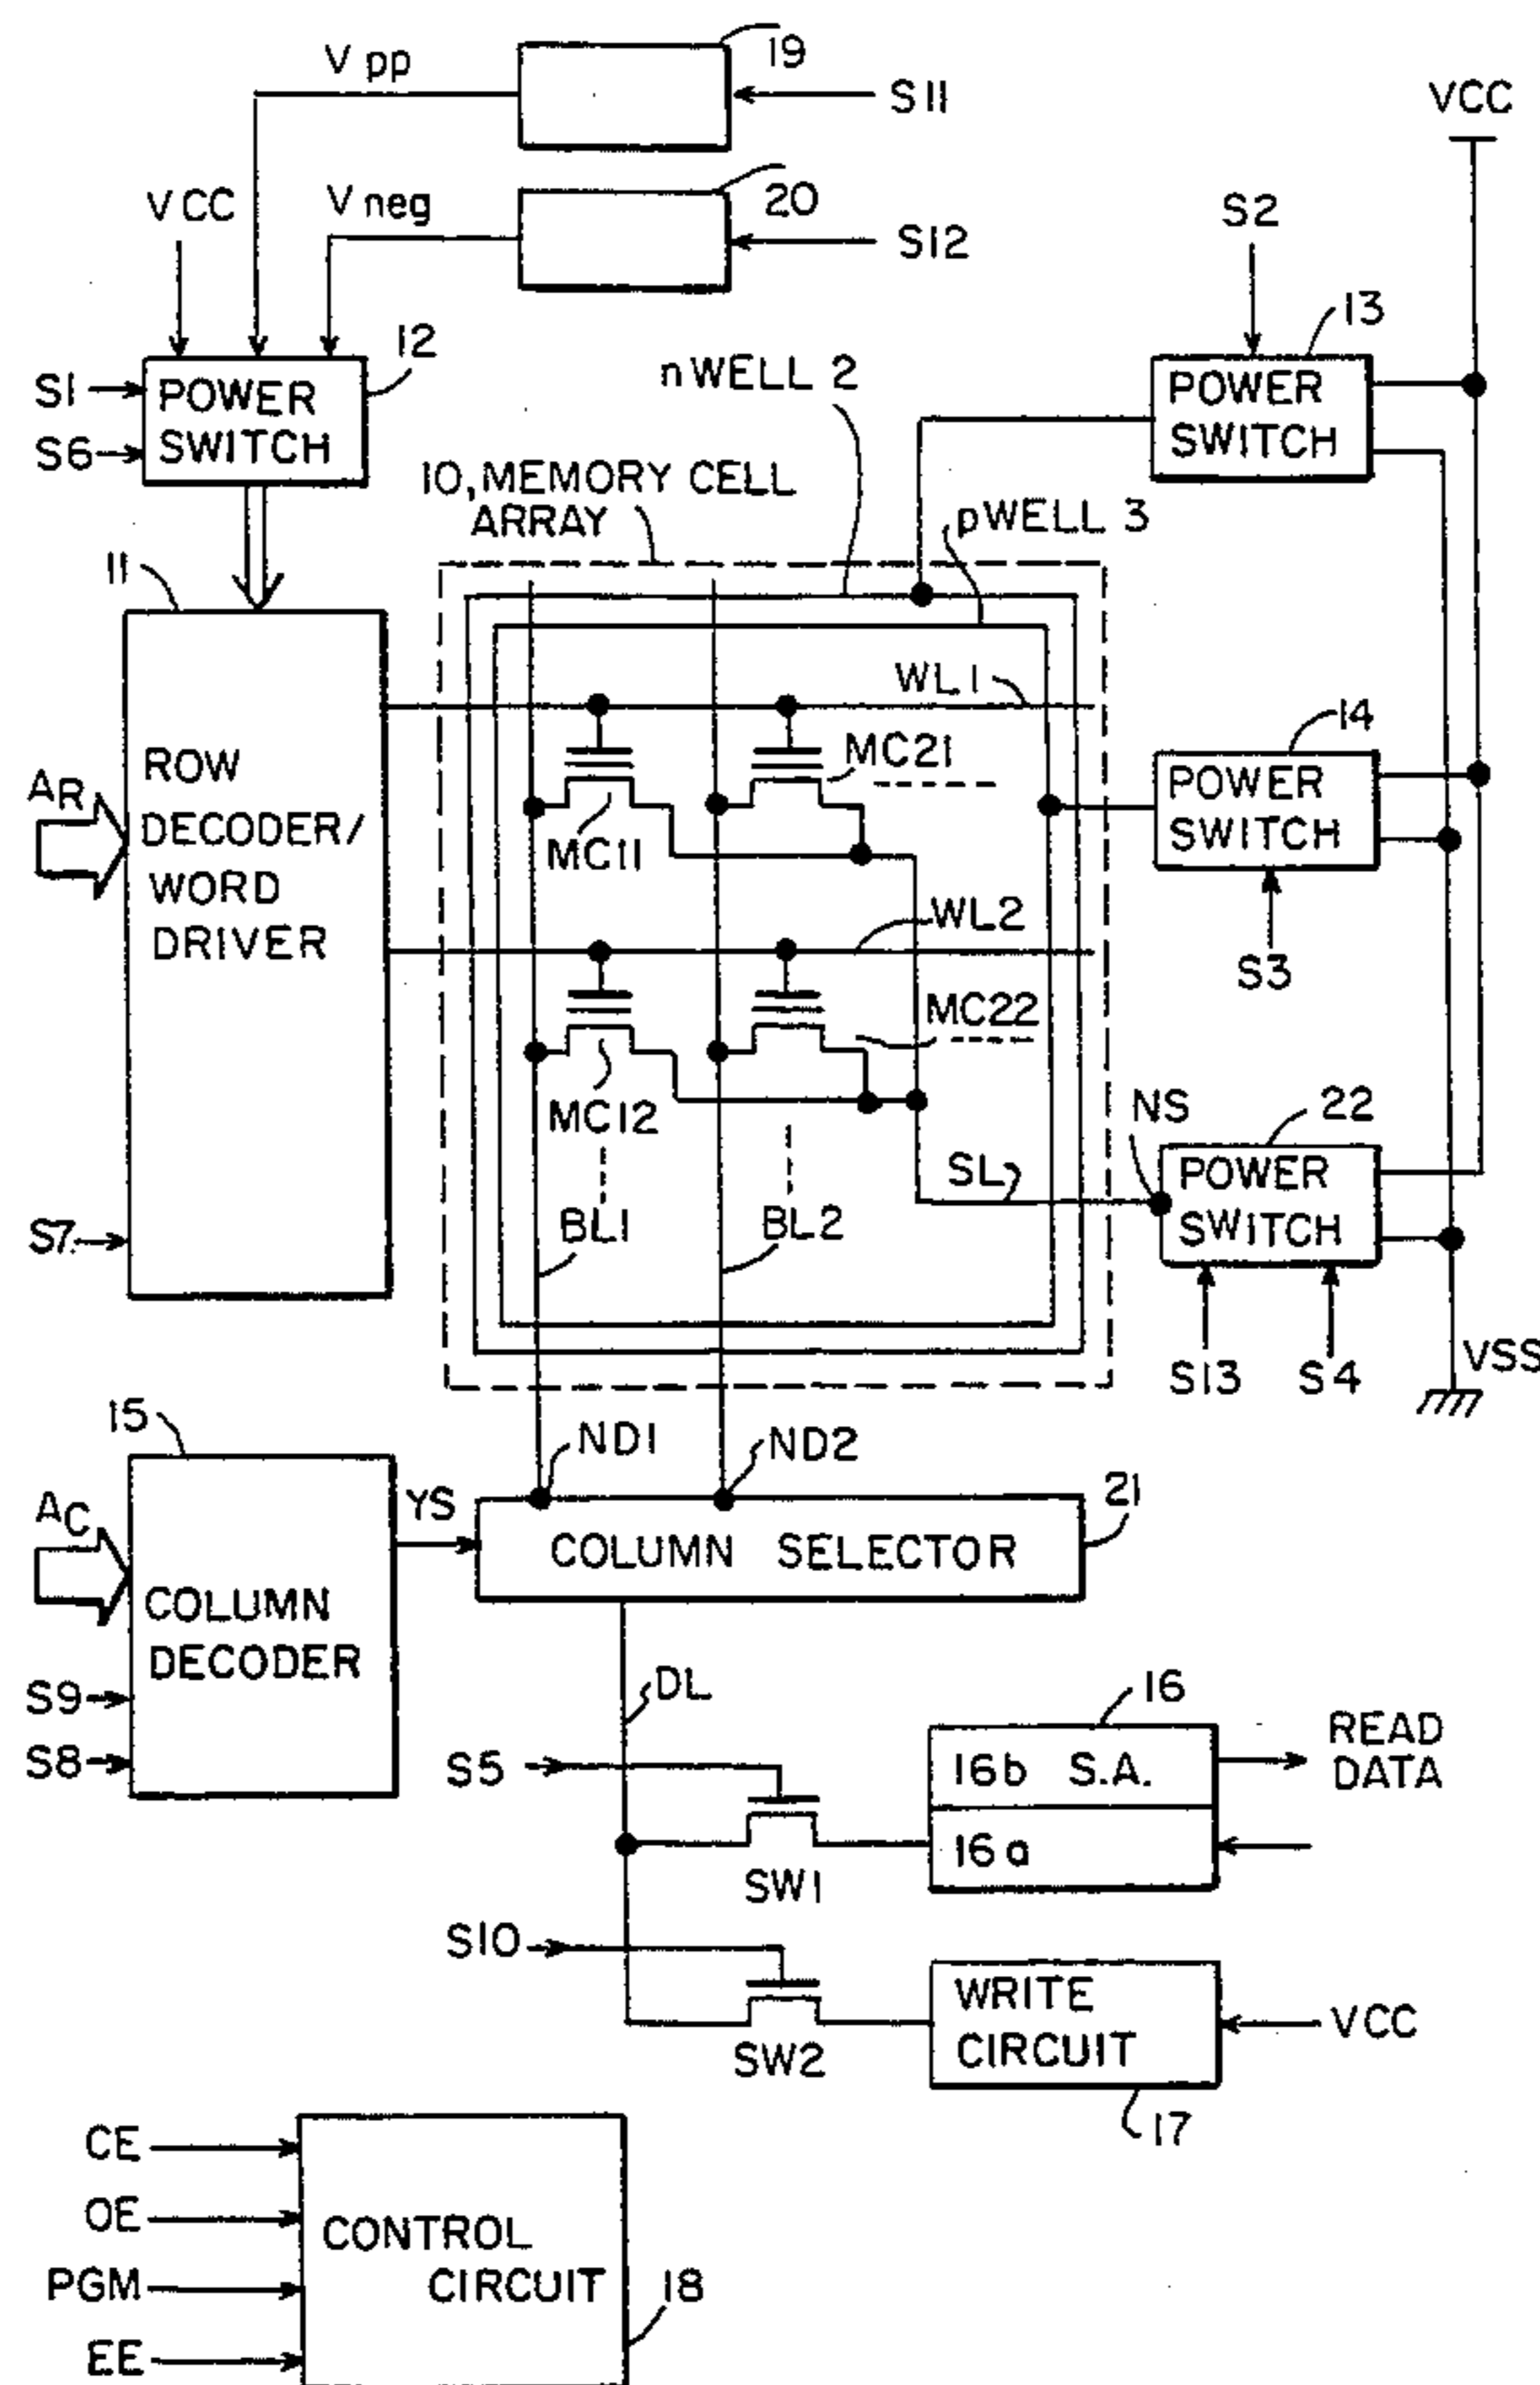 V pp
19
S11
VCC
V neg
20
S12
VCC
S2
S1
S6
POWER
SWITCH
12
nWELL 2
13
POWER
SWITCH
10, MEMORY CELL
ARRAY
pWELL 3
11
WL1
14
AR
ROW
DECODER/
WORD
DRIVER
MC21
MC11
POWER
SWITCH
WL2
S3
MC22
MC12
NS
22
SL
POWER
SWITCH
S7
BL1
BL2
S13
S4
VSS
15
ND1
ND2
AC
YS
21
COLUMN SELECTOR
COLUMN
DECODER
S9
S8
DL
16
S5
16b S.A.
READ
DATA
16a
SW1
S10
WRITE
CIRCUIT
VCC
SW2
17
CE
OE
PGM
EE
CONTROL
CIRCUIT
18